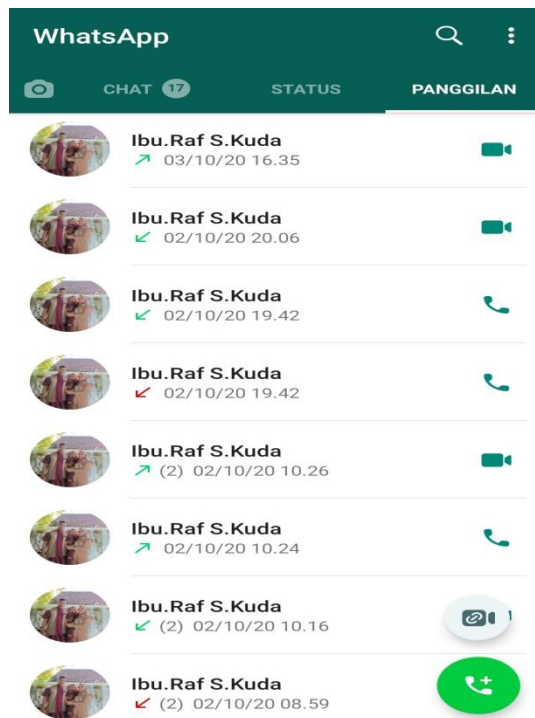 WhatsApp
CHAT 17 STATUS PANGGILAN
Ibu.Raf S.Kuda
03/10/20 16.35
Ibu.Raf S.Kuda
02/10/20 20.06
Ibu.Raf S.Kuda
02/10/20 19.42
Ibu.Raf S.Kuda
02/10/20 19.42
Ibu.Raf S.Kuda
(2) 02/10/20 10.26
Ibu.Raf S.Kuda
02/10/20 10.24
Ibu.Raf S.Kuda
(2) 02/10/20 10.16
Ibu.Raf S.Kuda
(2) 02/10/20 08.59